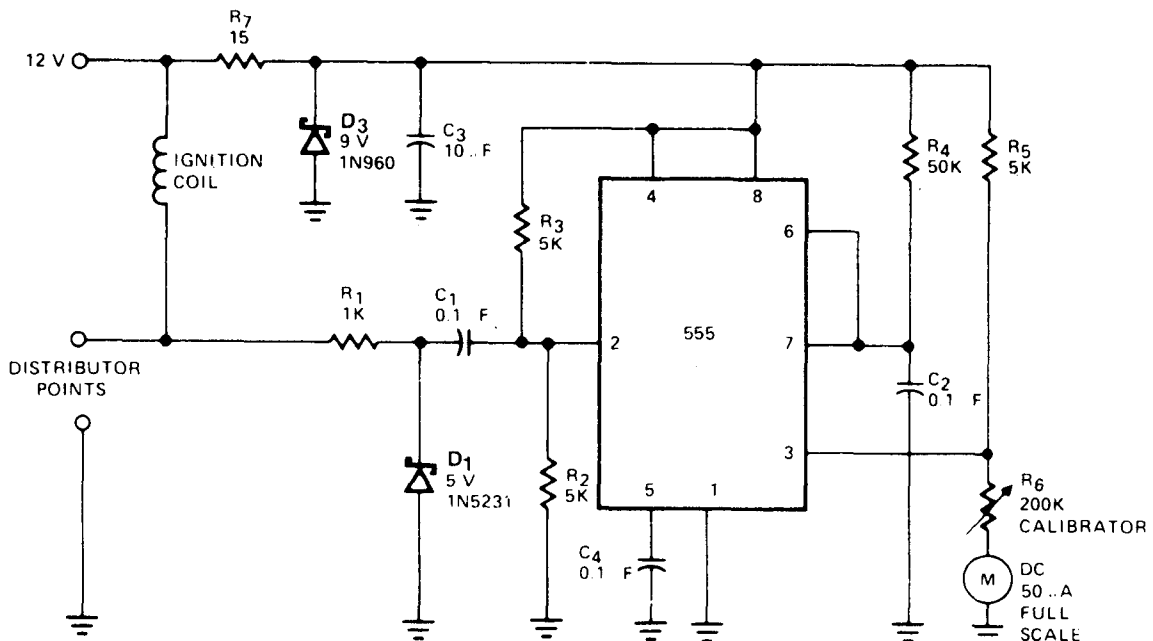 R7
15
12 V
D3
9 V
1N960
C3
10..F
IGNITION
COIL
R4
50K
R5
5K
4
8
6
R3
5K
R1
1K
C1
0.1 F
2
555
7
DISTRIBUTOR
POINTS
C2
0.1 F
3
D1
5 V
1N5231
R2
5K
5
1
R6
200K
CALIBRATOR
C4
0.1 F
M
DC
50..A
FULL
SCALE